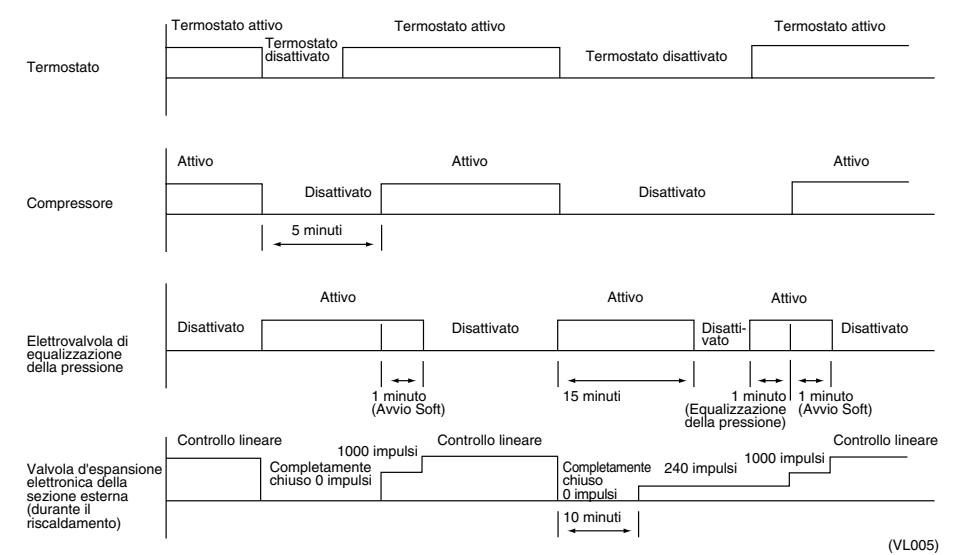 Termostato attivo
Termostato
disattivato
Termostato attivo
Termostato disattivato
Termostato attivo
Termostato
Attivo
Disattivato
Attivo
Disattivato
Attivo
Compressore
5 minuti
Attivo
Attivo
Attivo
Disattivato
Disattivato
Disatti-
vato
Disattivato
Elettrovalvola di
equalizzazione
della pressione
1 minuto
(Avvio Soft)
15 minuti
1 minuto
(Equalizzazione
della pressione)
1 minuto
(Avvio Soft)
Controllo lineare
1000 impulsi
Controllo lineare
1000 impulsi
Controllo lineare
Valvola d'espansione
elettronica della
sezione esterna
(durante il
riscaldamento)
Completamente
chiuso 0 impulsi
Completamente
chiuso
0 impulsi
240 impulsi
10 minuti
(VL005)